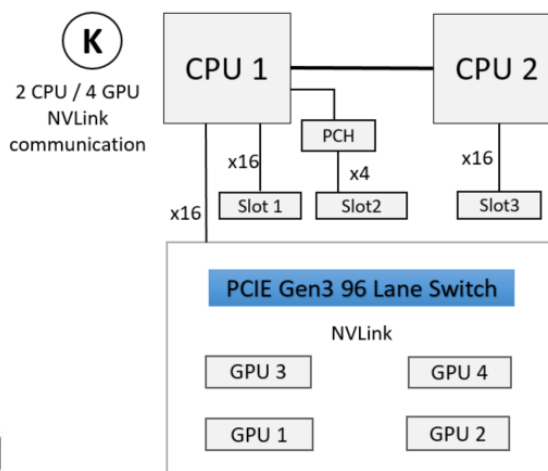 K
2 CPU / 4 GPU
NVLink
communication
CPU 1
CPU 2
PCH
x16
x4
x16
Slot 1
Slot2
Slot3
x16
PCIE Gen3 96 Lane Switch
NVLink
GPU 3
GPU 4
GPU 1
GPU 2